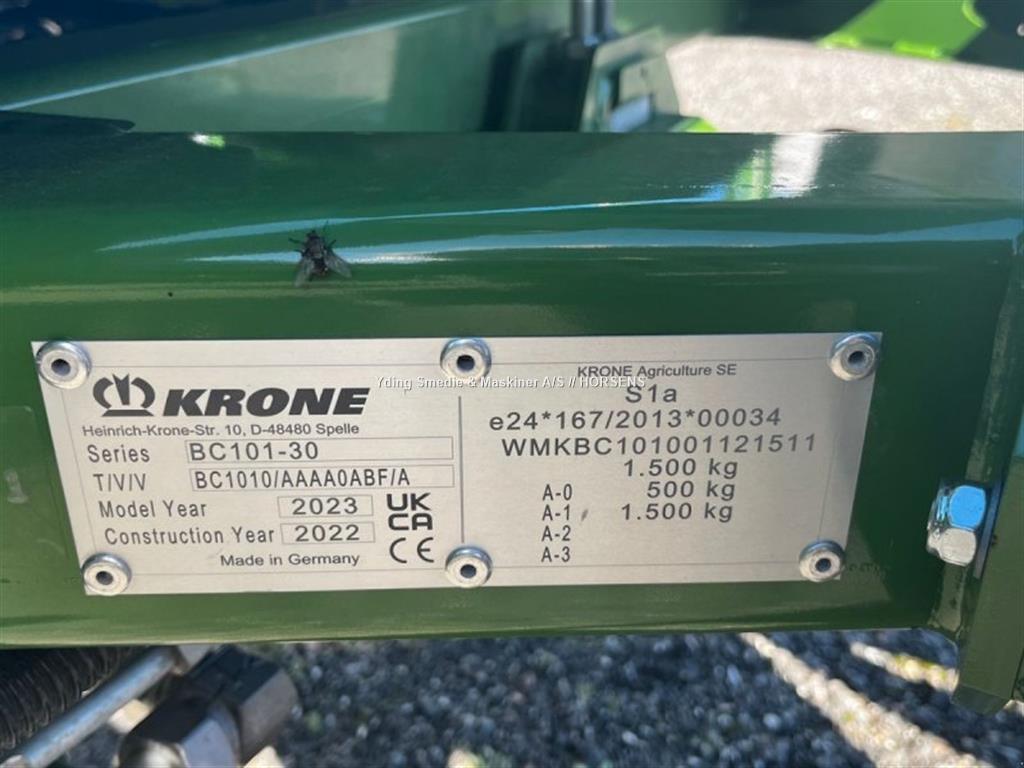 KRONE
Heinrich-Krone-Str. 10, D-48480 Spelle
Series BC101-30
T/V/V BC1010/AAAA0ABF/A
Model Year 2023
Construction Year 2022
Made in Germany
UK
CA
CE
KRONE Agriculture SE
Yding Smedie & Maskiner A/S // HORSENS
S1a
e24*167/2013*00034
WMKBC101001121511
1.500 kg
A-0 500 kg
A-1 1.500 kg
A-2
A-3